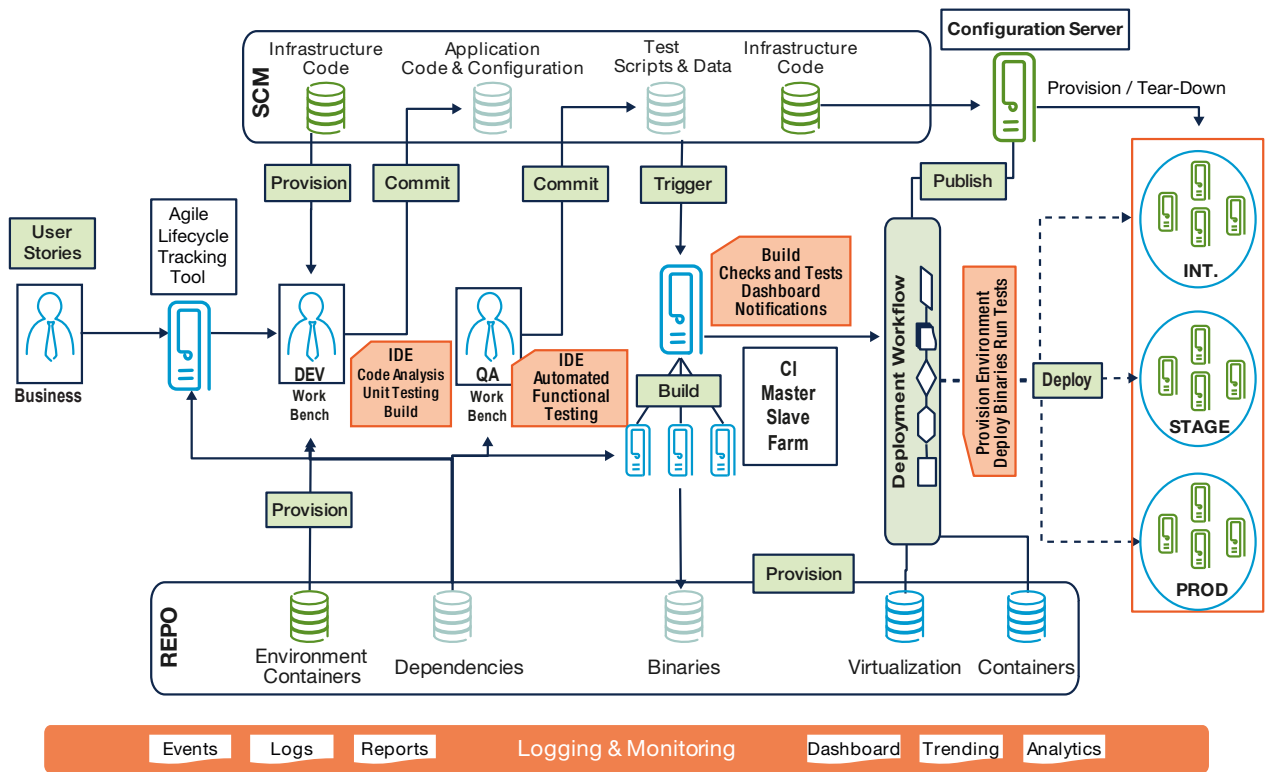 SCM
Infrastructure
Code
Application
Code & Configuration
Test
Scripts & Data
Infrastructure
Code
Configuration Server
Provision / Tear-Down
Provision
Commit
Commit
Trigger
Publish
User
Stories
Agile
Lifecycle
Tracking
Tool
Business
DEV
Work
Bench
IDE
Code Analysis
Unit Testing
Build
QA
Work
Bench
IDE
Automated
Functional
Testing
Build
Checks and Tests
Dashboard
Notifications
Build
CI
Master
Slave
Farm
Deployment Workflow
Provision Environment
Deploy Binaries Run Tests
Deploy
INT.
STAGE
PROD
Provision
Provision
REPO
Environment
Containers
Dependencies
Binaries
Virtualization
Containers
Events
Logs
Reports
Logging & Monitoring
Dashboard
Trending
Analytics